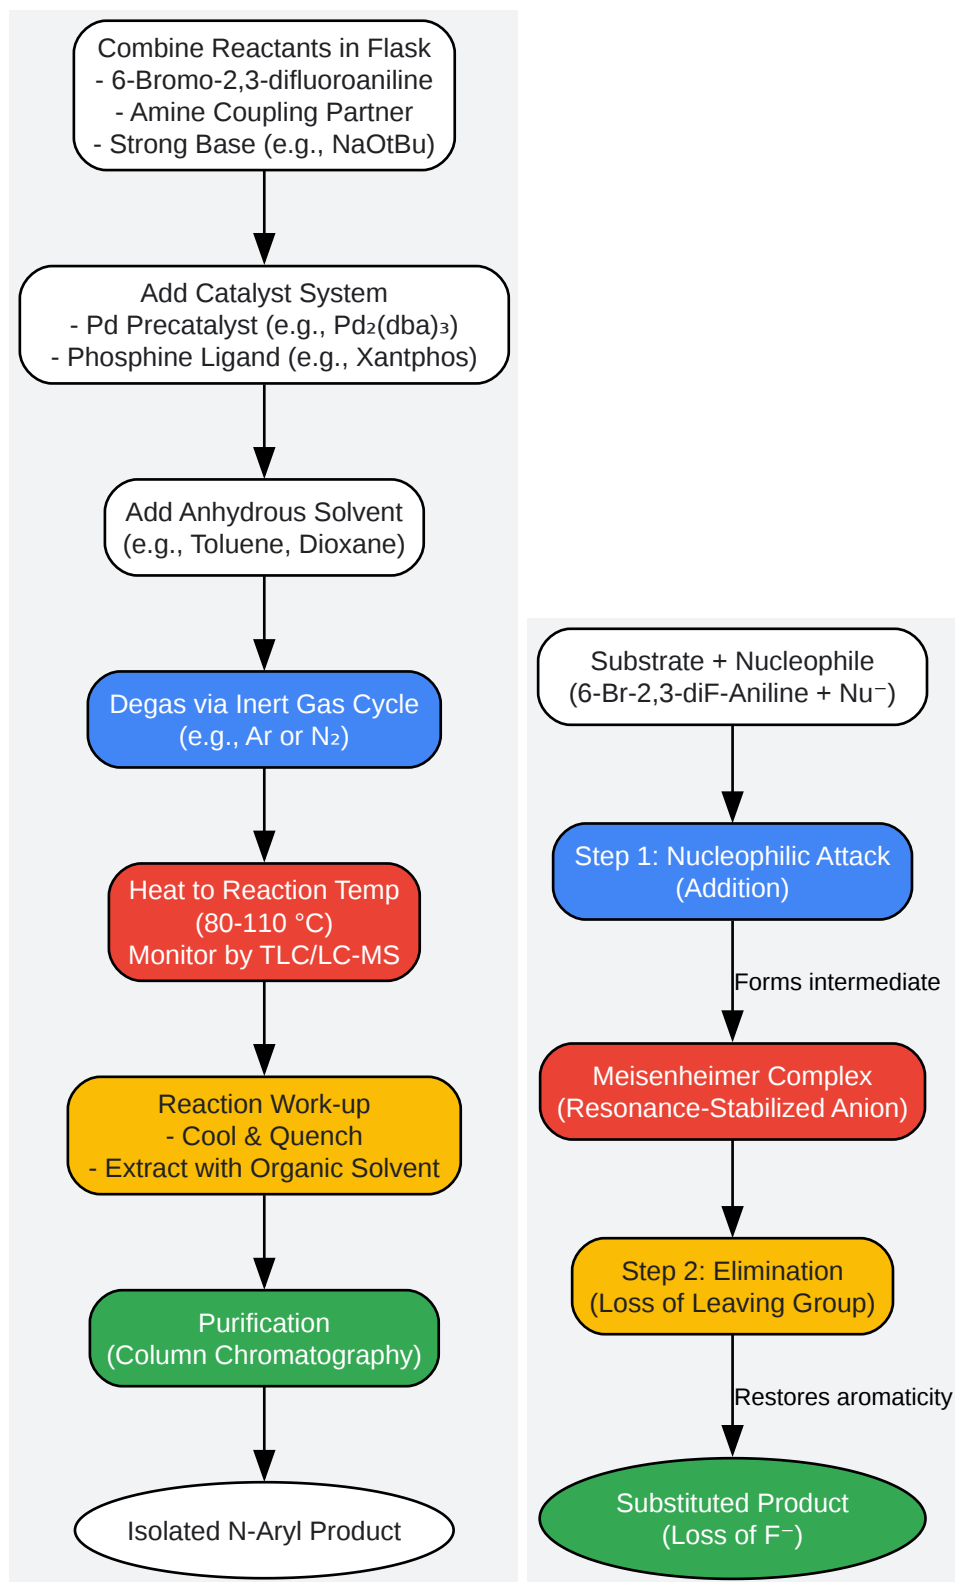 Combine Reactants in Flask
- 6-Bromo-2,3-difluoroaniline
- Amine Coupling Partner
- Strong Base (e.g., NaOtBu)
Add Catalyst System
- Pd Precatalyst (e.g., Pd₂(dba)₃)
- Phosphine Ligand (e.g., Xantphos)
Add Anhydrous Solvent
(e.g., Toluene, Dioxane)
Degas via Inert Gas Cycle
(e.g., Ar or N₂)
Heat to Reaction Temp
(80-110 °C)
Monitor by TLC/LC-MS
Reaction Work-up
- Cool & Quench
- Extract with Organic Solvent
Purification
(Column Chromatography)
Isolated N-Aryl Product
Substrate + Nucleophile
(6-Br-2,3-diF-Aniline + Nu⁻)
Step 1: Nucleophilic Attack
(Addition)
Forms intermediate
Meisenheimer Complex
(Resonance-Stabilized Anion)
Step 2: Elimination
(Loss of Leaving Group)
Restores aromaticity
Substituted Product
(Loss of F⁻)